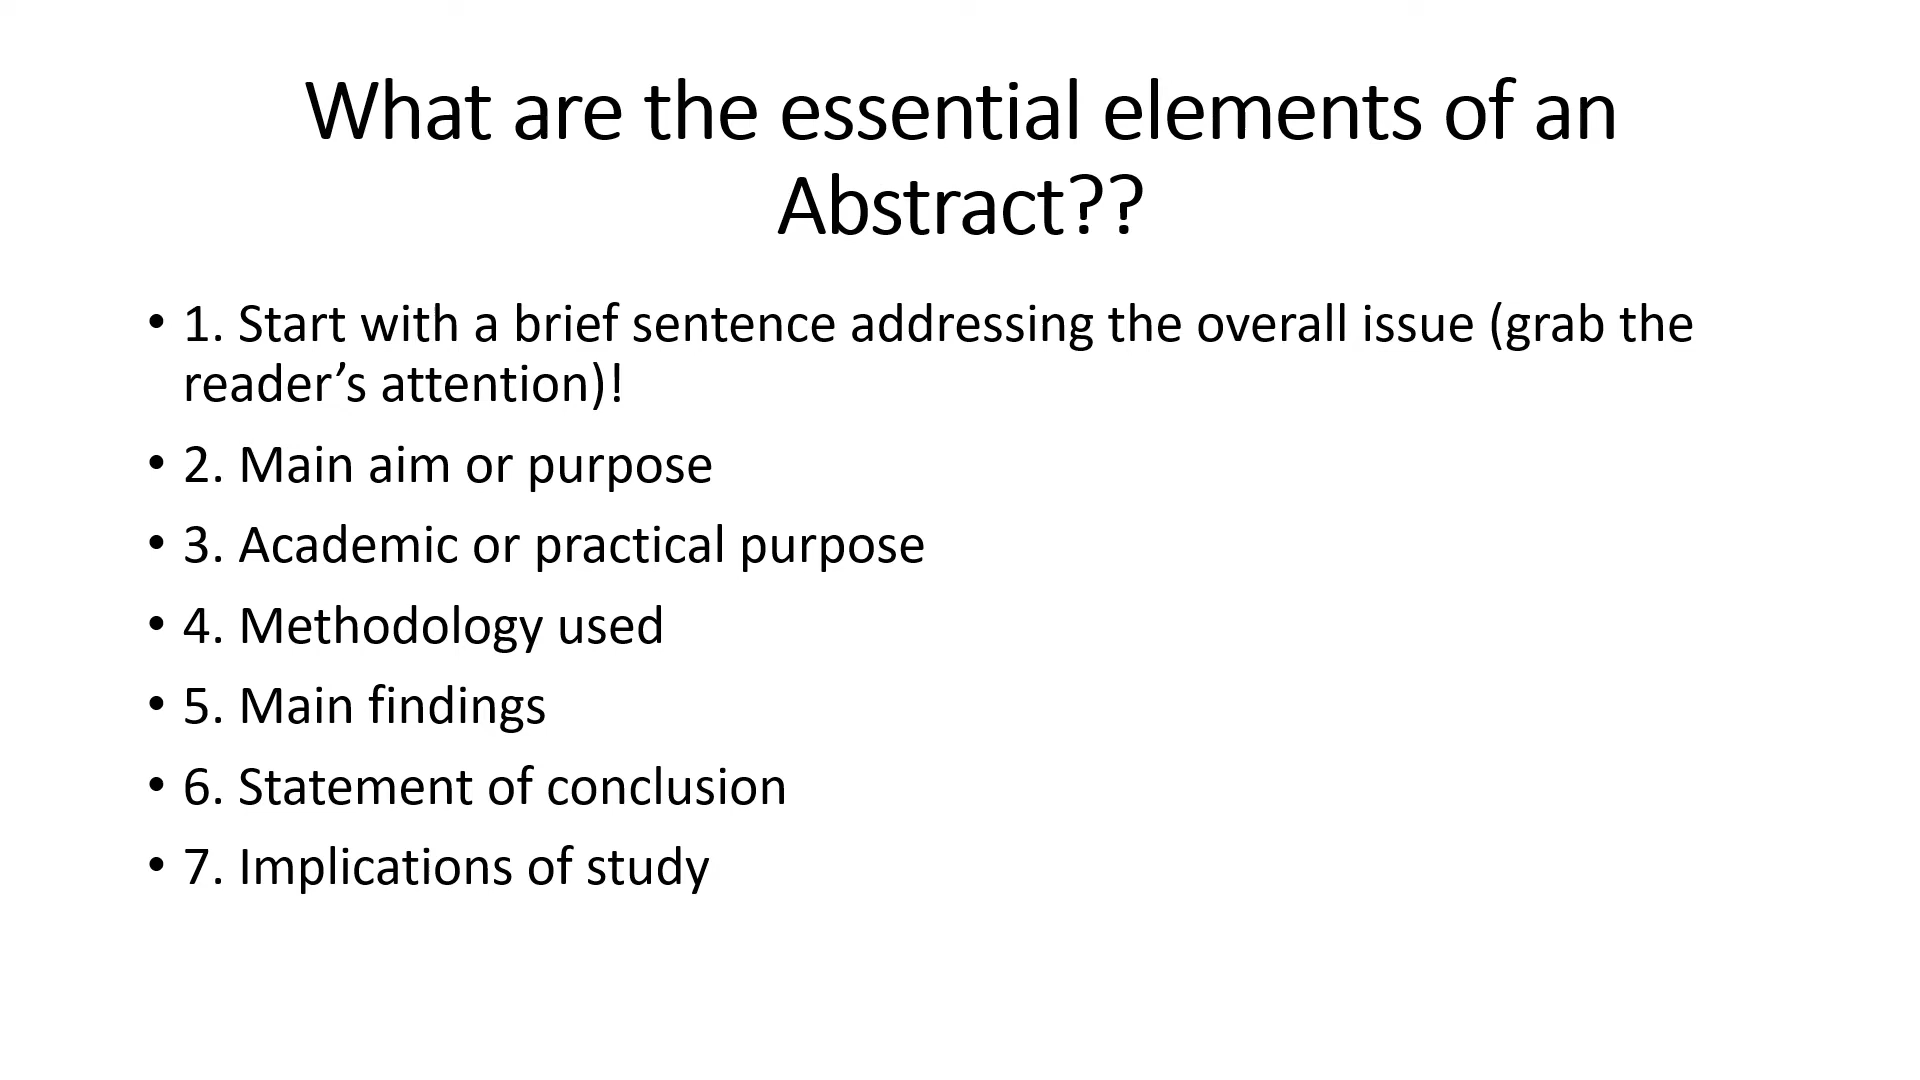 What are the essential elements of an
Abstract??
• 1. Start with a brief sentence addressing the overall issue (grab the
reader’s attention)!
• 2. Main aim or purpose
• 3. Academic or practical purpose
• 4. Methodology used
• 5. Main findings
• 6. Statement of conclusion
• 7. Implications of study